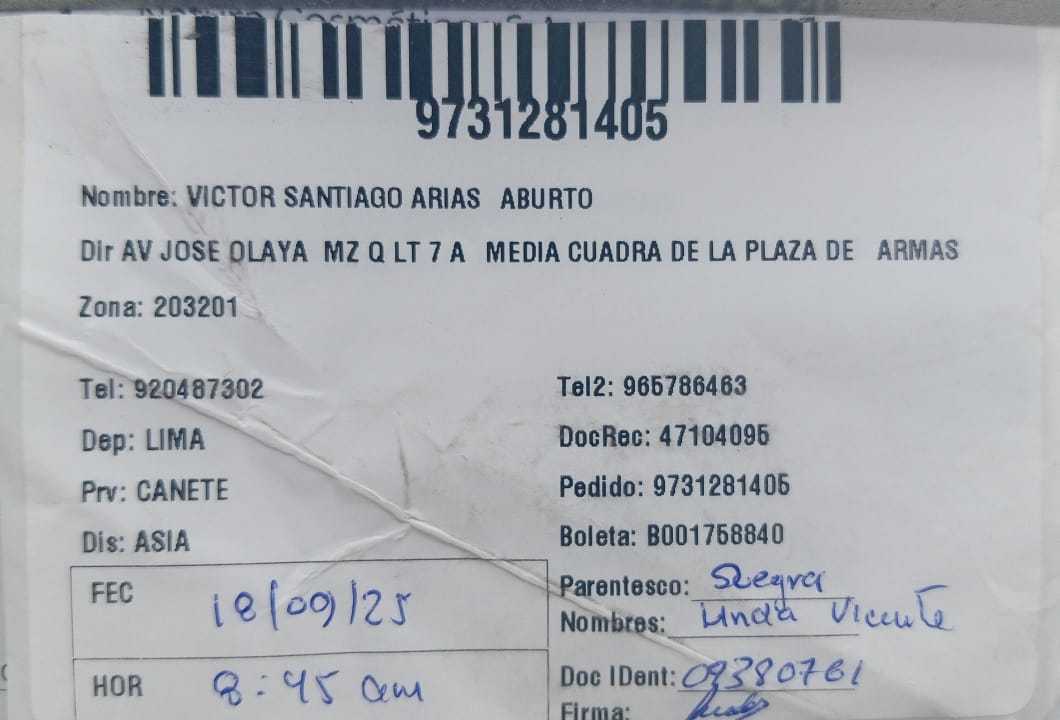 9731281405
Nombre: VICTOR SANTIAGO ARIAS ABURTO
Dir AV JOSE OLAYA MZ Q LT 7 A MEDIA CUADRA DE LA PLAZA DE ARMAS
Zona: 203201
Tel: 920487302 Tel2: 965786463
Dep: LIMA DocRec: 47104095
Prv: CANETE Pedido: 9731281405
Dis: ASIA Boleta: B001758840
FEC 18/09/25 Parentesco: Suegra
Nombres: Linda Vicente
HOR 8:45 am Doc IDent: 09380761
Firma: